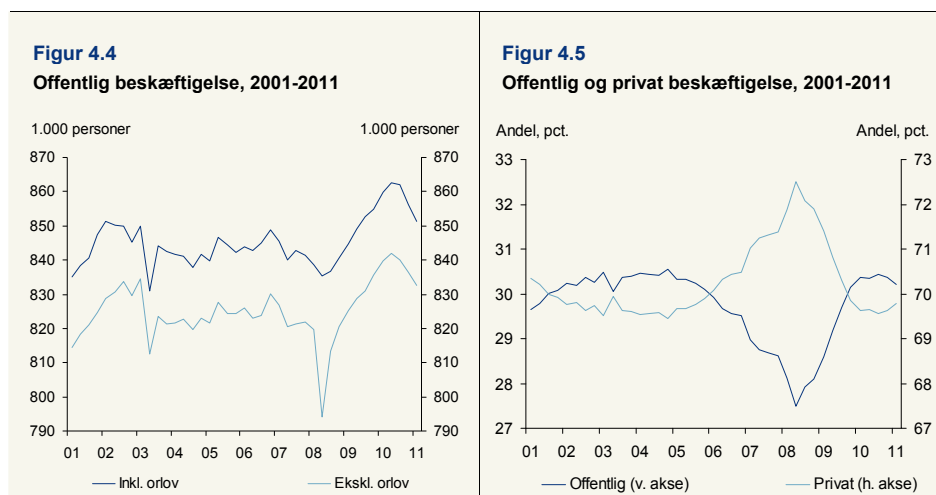 Figur 4.4
Offentlig beskæftigelse, 2001-2011
1.000 personer 1.000 personer
870 870
860 860
850 850
840 840
830 830
820 820
810 810
800 800
790 790
01 02 03 04 05 06 07 08 09 10 11
Inkl. orlov Ekskl. orlov
Figur 4.5
Offentlig og privat beskæftigelse, 2001-2011
Andel, pct. Andel, pct.
33 73
32 72
31 71
30 70
29 69
28 68
27 67
01 02 03 04 05 06 07 08 09 10 11
Offentlig (v. akse) Privat (h. akse)